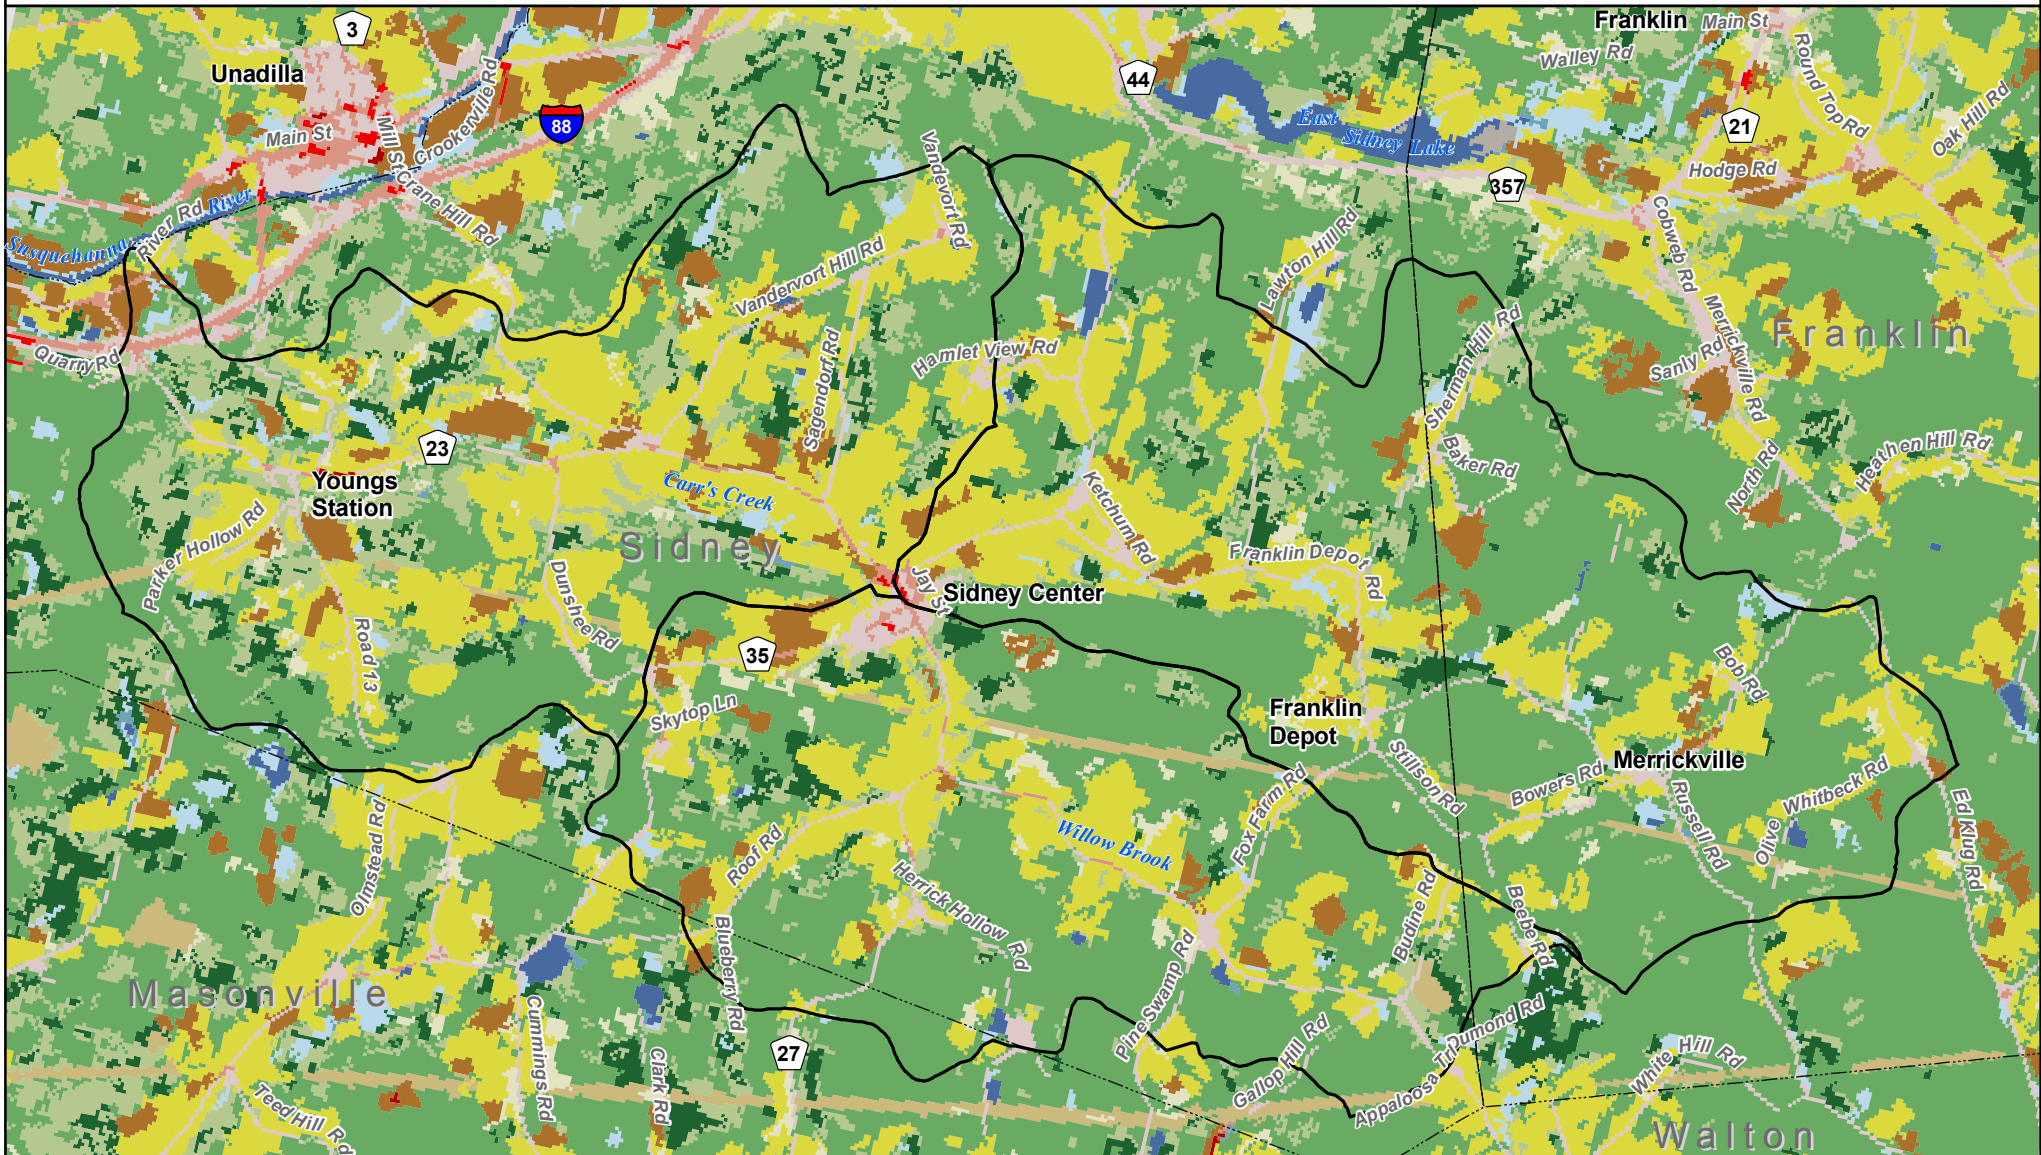 3
Franklin
Main St
Unadilla
Walley Rd
Round Top Rd
44
88
Crookerville Rd
Main St
Mill St
East
Sidney Lake
21
Oak Hill Rd
Vandevort Rd
Hodge Rd
357
Crane Hill Rd
River Rd
River
Susquehanna
Cobweb Rd
Lawton Hill Rd
Vandervort Hill Rd
Merrickville Rd
Franklin
Quarry Rd
Hamlet View Rd
Sherman Hill Rd
Sanly Rd
Sagendorf Rd
23
Baker Rd
Heathen Hill Rd
Youngs
Station
Carr's Creek
Ketchum Rd
North Rd
Parker Hollow Rd
Sidney
Franklin Depot Rd
Dunshee Rd
Jay St
Sidney Center
Road 13
35
Bob Rd
Skytop Ln
Franklin
Depot
Merrickville
Stillson Rd
Bowers Rd
Russell Rd
Olive Whitbeck Rd
Ed Klug Rd
Olmstead Rd
Roof Rd
Willow Brook
Fox Farm Rd
Herrick Hollow Rd
Budine Rd
Beebe Rd
Blueberry Rd
Pine Swamp Rd
Masonville
Cummings Rd
Clark Rd
27
Gallop Hill Rd
Dumond Rd
Appaloosa Trl
White Hill Rd
Teed Hill Rd
Walton